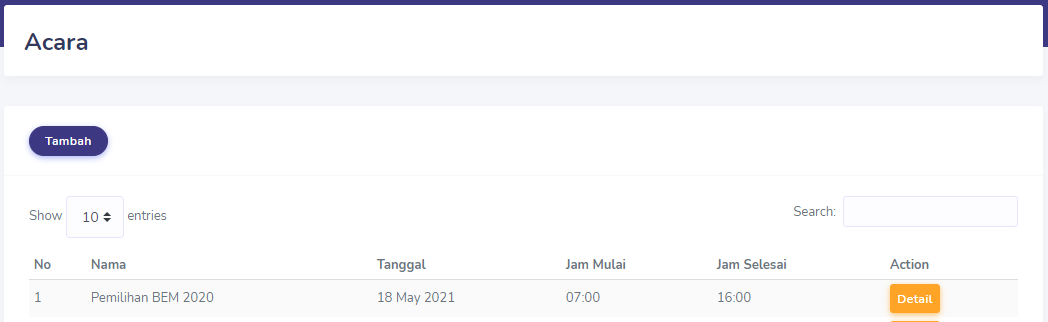 Acara
Tambah
Show 10 entries
Search:
No Nama Tanggal Jam Mulai Jam Selesai Action
1 Pemilihan BEM 2020 18 May 2021 07:00 16:00 Detail